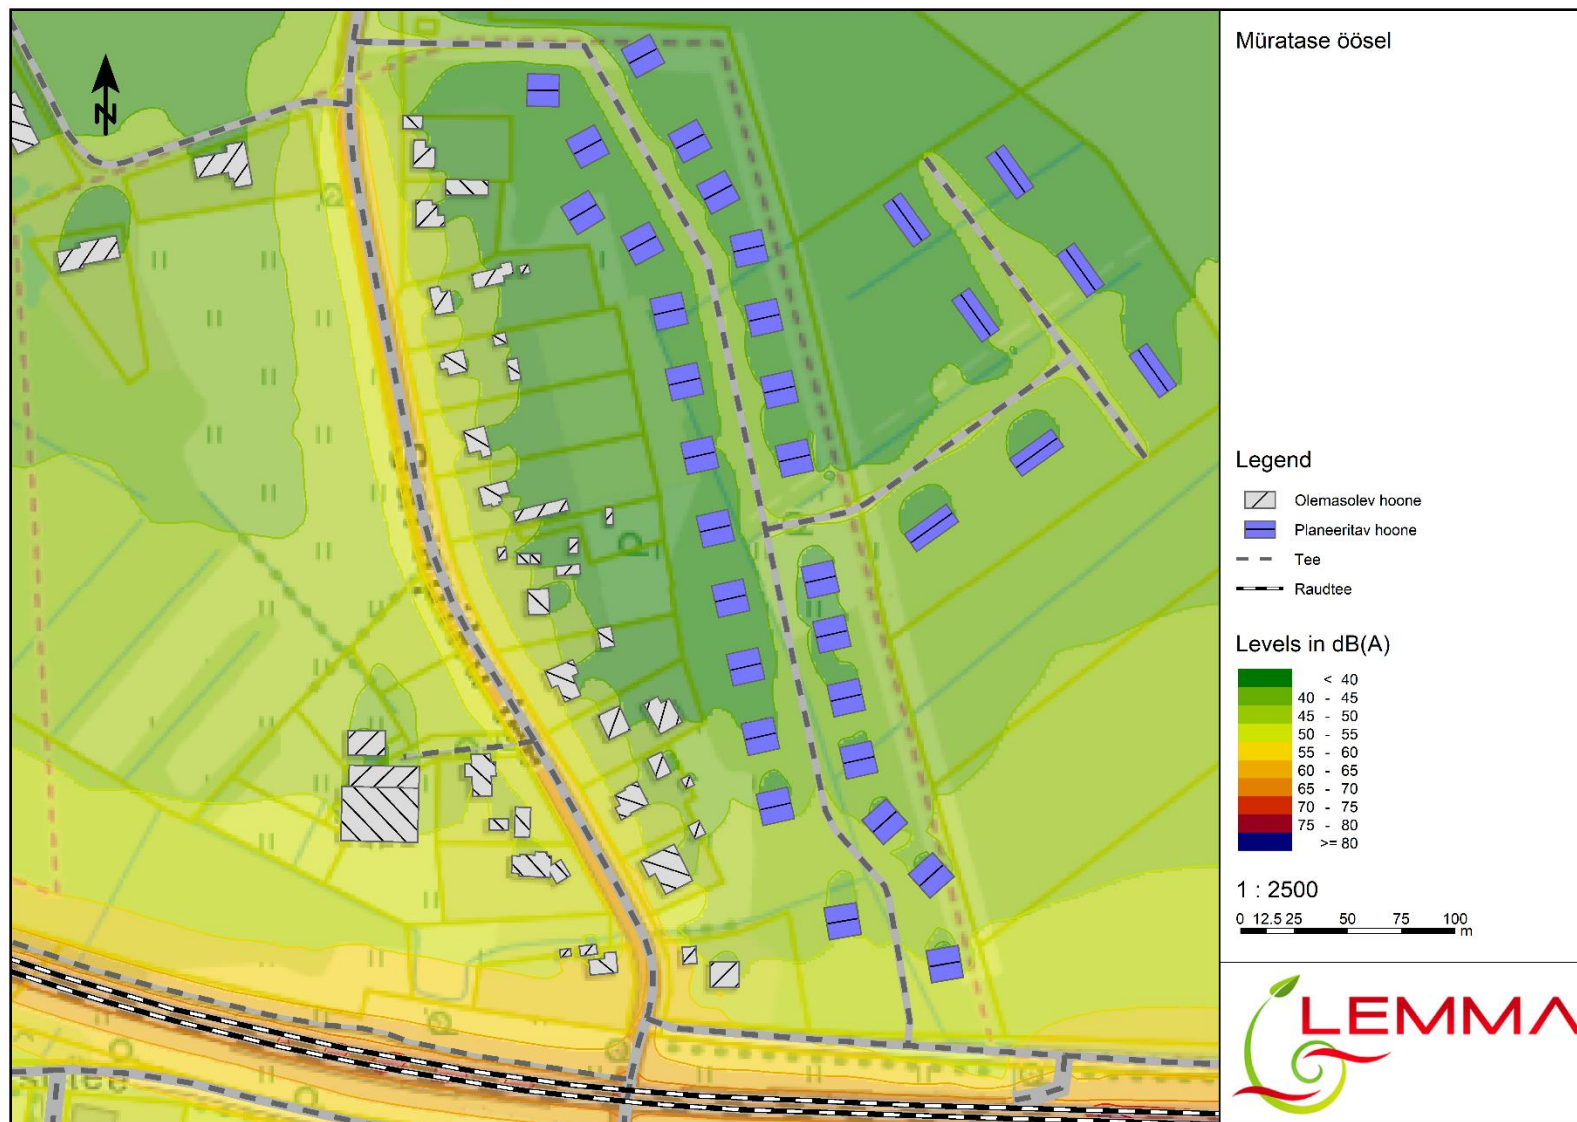 Müratase öösel
N
Legend
Olemasolev hoone
Planeeritav hoone
Tee
Raudtee
Levels in dB(A)
< 40
40 - 45
45 - 50
50 - 55
55 - 60
60 - 65
65 - 70
70 - 75
75 - 80
>= 80
1 : 2500
0 12.5 25 50 75 100
m
LEMMA